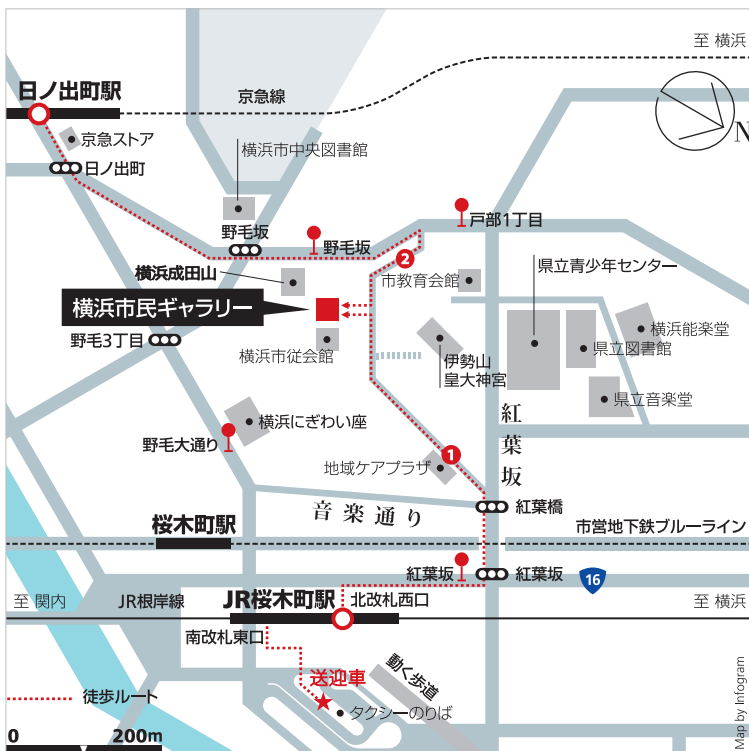 至 横浜
日ノ出町駅
京急線
京急ストア
N
横浜市中央図書館
日ノ出町
戸部1丁目
野毛坂
野毛坂
2
県立青少年センター
横浜成田山
市教育会館
横浜市民ギャラリー
横浜能楽堂
野毛3丁目
県立図書館
横浜市従会館
伊勢山
皇大神宮
県立音楽堂
紅葉坂
横浜にぎわい座
野毛大通り
1
地域ケアプラザ
音楽通り
紅葉橋
桜木町駅
市営地下鉄ブルーライン
紅葉坂
紅葉坂
16
至 関内
JR根岸線
JR桜木町駅
北改札西口
至 横浜
南改札東口
動く歩道
送迎車
徒歩ルート
タクシーのりば
0
200m
Map by Infogram